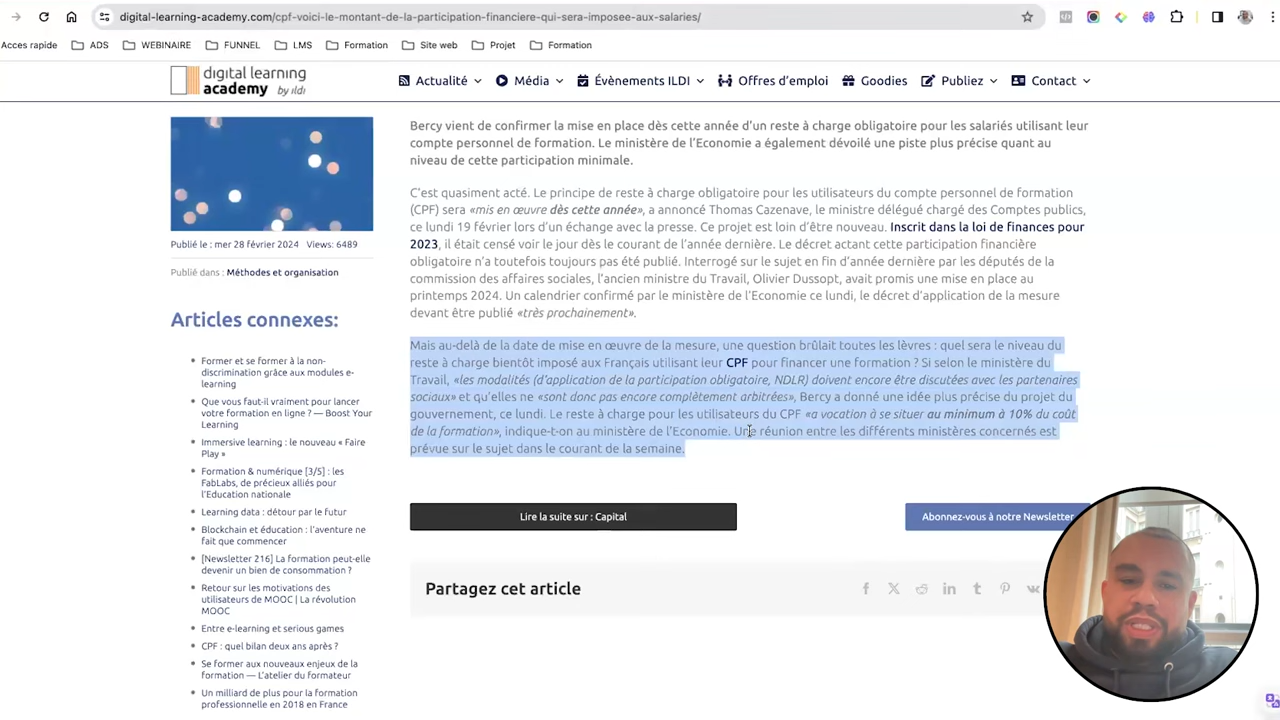 digital-learning-academy.com/cpf-voici-le-montant-de-la-participation-financiere-qui-sera-imposee-aux-salaries/
Acces rapide ADS WEBINAIRE FUNNEL LMS Formation Site web Projet Formation
digital learning academy by ildi
Actualité Média Évènements ILDI Offres d'emploi Goodies Publiez Contact
Publié le : mer 28 février 2024 Views: 6489
Publié dans : Méthodes et organisation
Articles connexes:
Former et se former à la non-
discrimination grâce aux modules e-
learning
Que vous faut-il vraiment pour lancer
votre formation en ligne ? — Boost Your
Learning
Immersive learning : le nouveau « Faire
Play »
Formation & numérique [3/5] : les
FabLabs, de précieux alliés pour
l'Education nationale
Learning data : détour par le futur
Blockchain et éducation : l'aventure ne
fait que commencer
[Newsletter 216] La formation peut-elle
devenir un bien de consommation ?
Retour sur les motivations des
utilisateurs de MOOC | La révolution
MOOC
Entre e-learning et serious games
CPF : quel bilan deux ans après ?
Se former aux nouveaux enjeux de la
formation — L'atelier du formateur
Un milliard de plus pour la formation
professionnelle en 2018 en France
Bercy vient de confirmer la mise en place dès cette année d'un reste à charge obligatoire pour les salariés utilisant leur
compte personnel de formation. Le ministère de l'Economie a également dévoilé une piste plus précise quant au
niveau de cette participation minimale.
C'est quasiment acté. Le principe de reste à charge obligatoire pour les utilisateurs du compte personnel de formation
(CPF) sera «mis en œuvre dès cette année», a annoncé Thomas Cazenave, le ministre délégué chargé des Comptes publics,
ce lundi 19 février lors d'un échange avec la presse. Ce projet est loin d'être nouveau. Inscrit dans la loi de finances pour
2023, il était censé voir le jour dès le courant de l'année dernière. Le décret actant cette participation financière
obligatoire n'a toutefois toujours pas été publié. Interrogé sur le sujet en fin d'année dernière par les députés de la
commission des affaires sociales, l'ancien ministre du Travail, Olivier Dussopt, avait promis une mise en place au
printemps 2024. Un calendrier confirmé par le ministère de l'Economie ce lundi, le décret d'application de la mesure
devant être publié «très prochainement».
Mais au-delà de la date de mise en œuvre de la mesure, une question brûlait toutes les lèvres : quel sera le niveau du
reste à charge bientôt imposé aux Français utilisant leur CPF pour financer une formation ? Si selon le ministère du
Travail, «les modalités (d'application de la participation obligatoire, NDLR) doivent encore être discutées avec les partenaires
sociaux» et qu'elles ne «sont donc pas encore complètement arbitrées», Bercy a donné une idée plus précise du projet du
gouvernement, ce lundi. Le reste à charge pour les utilisateurs du CPF «a vocation à se situer au minimum à 10% du coût
de la formation», indique-t-on au ministère de l'Economie. Une réunion entre les différents ministères concernés est
prévue sur le sujet dans le courant de la semaine.
Lire la suite sur : Capital
Abonnez-vous à notre Newsletter
Partagez cet article